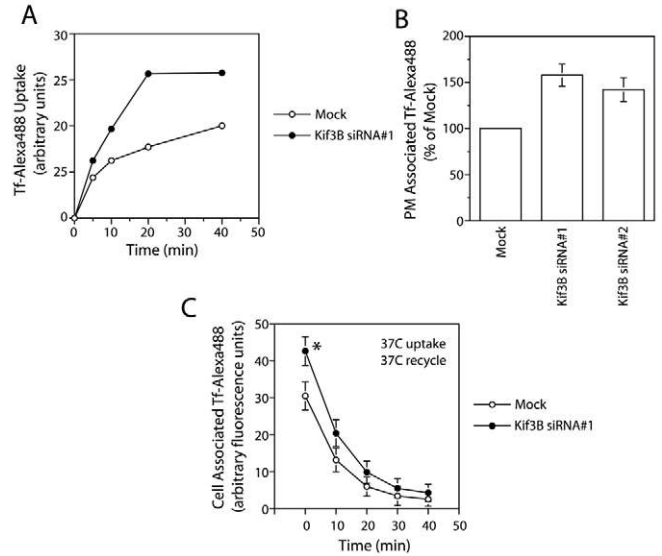 A
Tf-Alexa488 Uptake
(arbitrary units)
30
25
20
25
0
0 10 20 30 40 50
Time (min)
Mock
Kif3B siRNA#1
B
PM Associated Tf-Alexa488
(% of Mock)
200
150
100
50
0
Mock
Kif3B siRNA#1
Kif3B siRNA#2
C
Cell Associated Tf-Alexa488
(arbitrary fluorescence units)
50
40
30
20
10
0
*
37C uptake
37C recycle
0 10 20 30 40 50
Time (min)
Mock
Kif3B siRNA#1